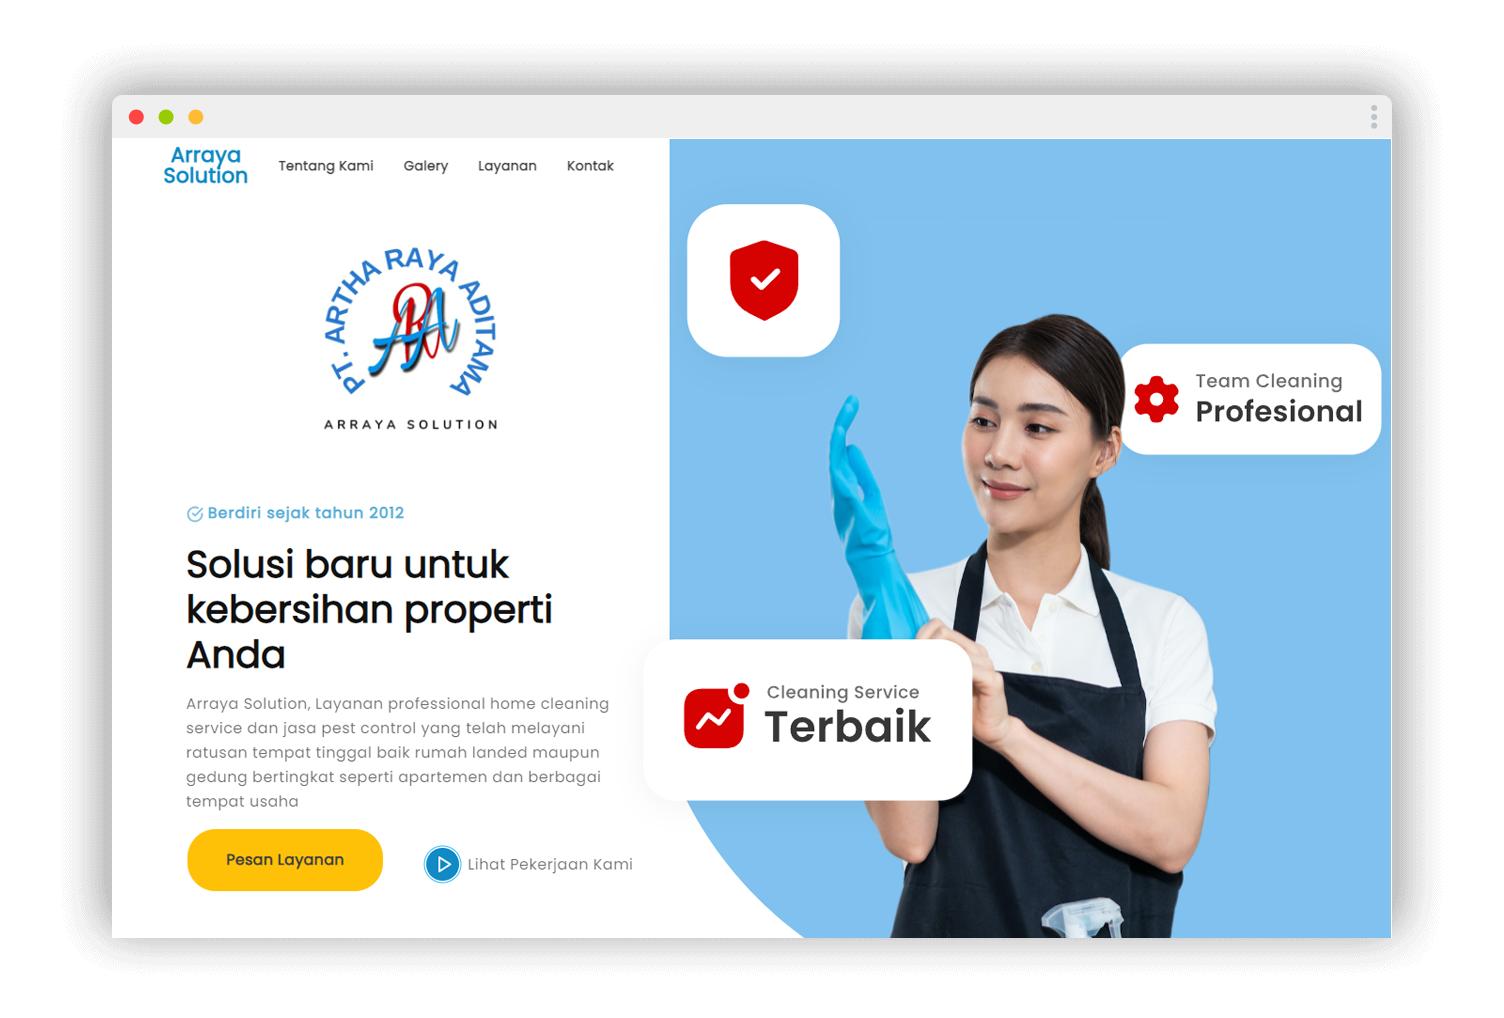 Arraya
Solution
Tentang Kami
Galery
Layanan
Kontak
PT. ARTHA RAYA ADITAMA
ARA
ARRAYA SOLUTION
Berdiri sejak tahun 2012
Solusi baru untuk
kebersihan properti
Anda
Arraya Solution, Layanan professional home cleaning
service dan jasa pest control yang telah melayani
ratusan tempat tinggal baik rumah landed maupun
gedung bertingkat seperti apartemen dan berbagai
tempat usaha
Pesan Layanan
Lihat Pekerjaan Kami
Team Cleaning
Profesional
Cleaning Service
Terbaik